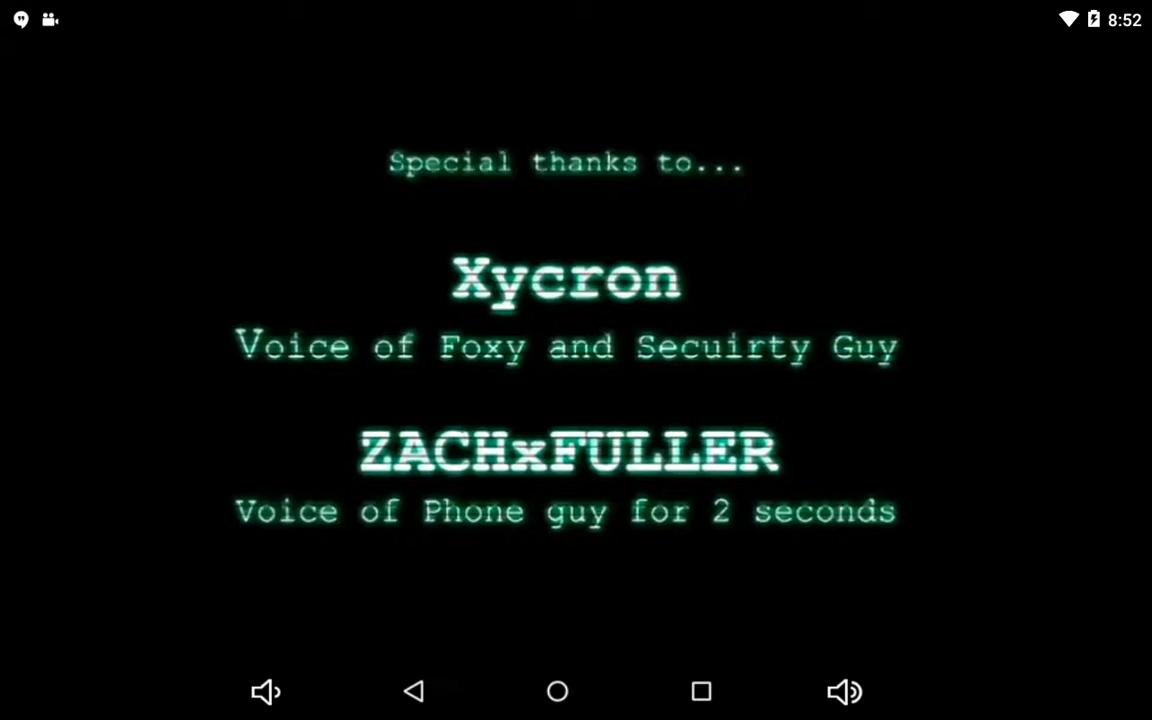 8:52
Special thanks to...
Xycron
Voice of Foxy and Secuirty Guy
ZACHxFULLER
Voice of Phone guy for 2 seconds